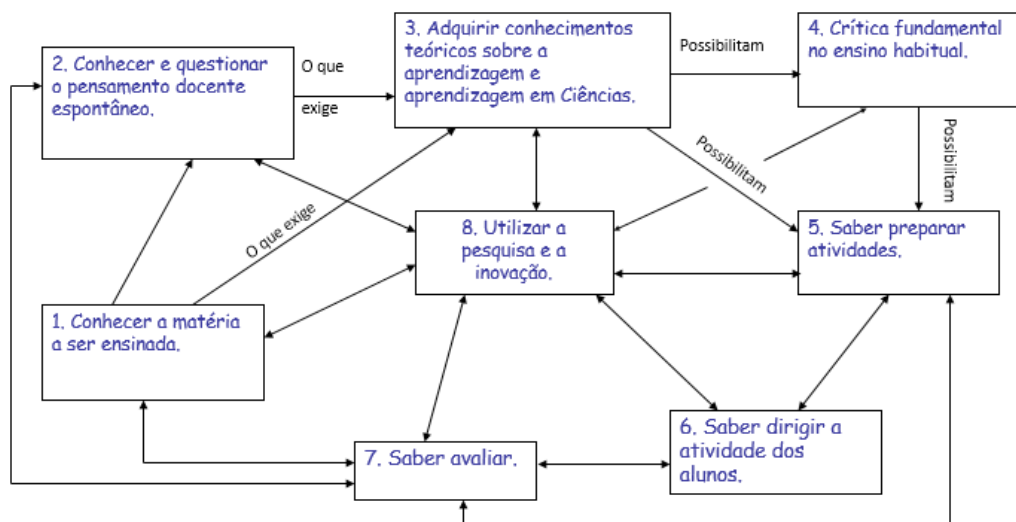 3. Adquirir conhecimentos
teóricos sobre a
aprendizagem e
aprendizagem em Ciências.
4. Crítica fundamental
no ensino habitual.
Possibilitam
2. Conhecer e questionar
o pensamento docente
espontâneo.
O que
exige
Possibilitam
Possibilitam
O que exige
8. Utilizar a
pesquisa e a
inovação.
5. Saber preparar
atividades.
1. Conhecer a matéria
a ser ensinada.
6. Saber dirigir a
atividade dos
alunos.
7. Saber avaliar.